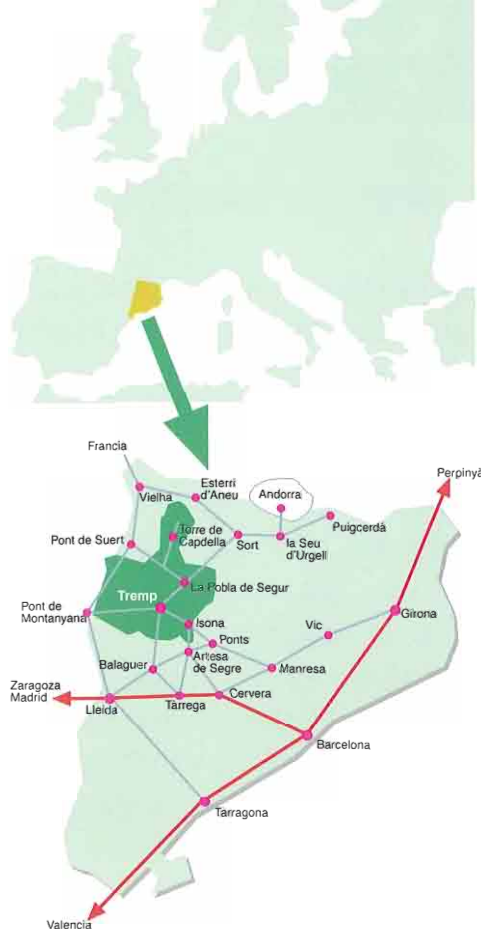 Francia
Perpinyà
Esterri
d'Aneu
Andorra
Vielha
Puigcerdá
Torre de
Capdella
Pont de Suert
Sort
la Seu
d'Urgell
La Pobla de Segur
Tremp
Pont de
Montanyana
Isona
Vic
Girona
Ponts
Artesa
de Segre
Balaguer
Manresa
Zaragoza
Madrid
Cervera
Tàrrega
Lleida
Barcelona
Tarragona
Valencia